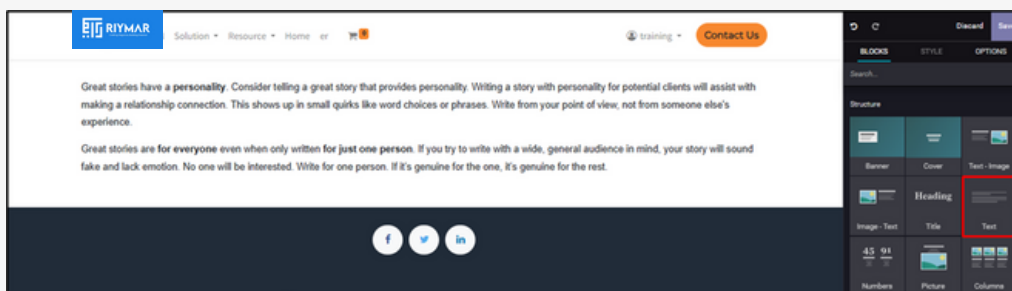 RIYMAR
Solution Resource Home er 0 training Contact Us
Discard Save
BLOCKS STYLE OPTIONS
Search...
Structure
Banner Cover Text - Image
Heading
Image - Text Title Text
45 91
Numbers Picture Columns
Great stories have a personality. Consider telling a great story that provides personality. Writing a story with personality for potential clients will assist with
making a relationship connection. This shows up in small quirks like word choices or phrases. Write from your point of view, not from someone else's
experience.
Great stories are for everyone even when only written for just one person. If you try to write with a wide, general audience in mind, your story will sound
fake and lack emotion. No one will be interested. Write for one person. If it's genuine for the one, it's genuine for the rest.
f in